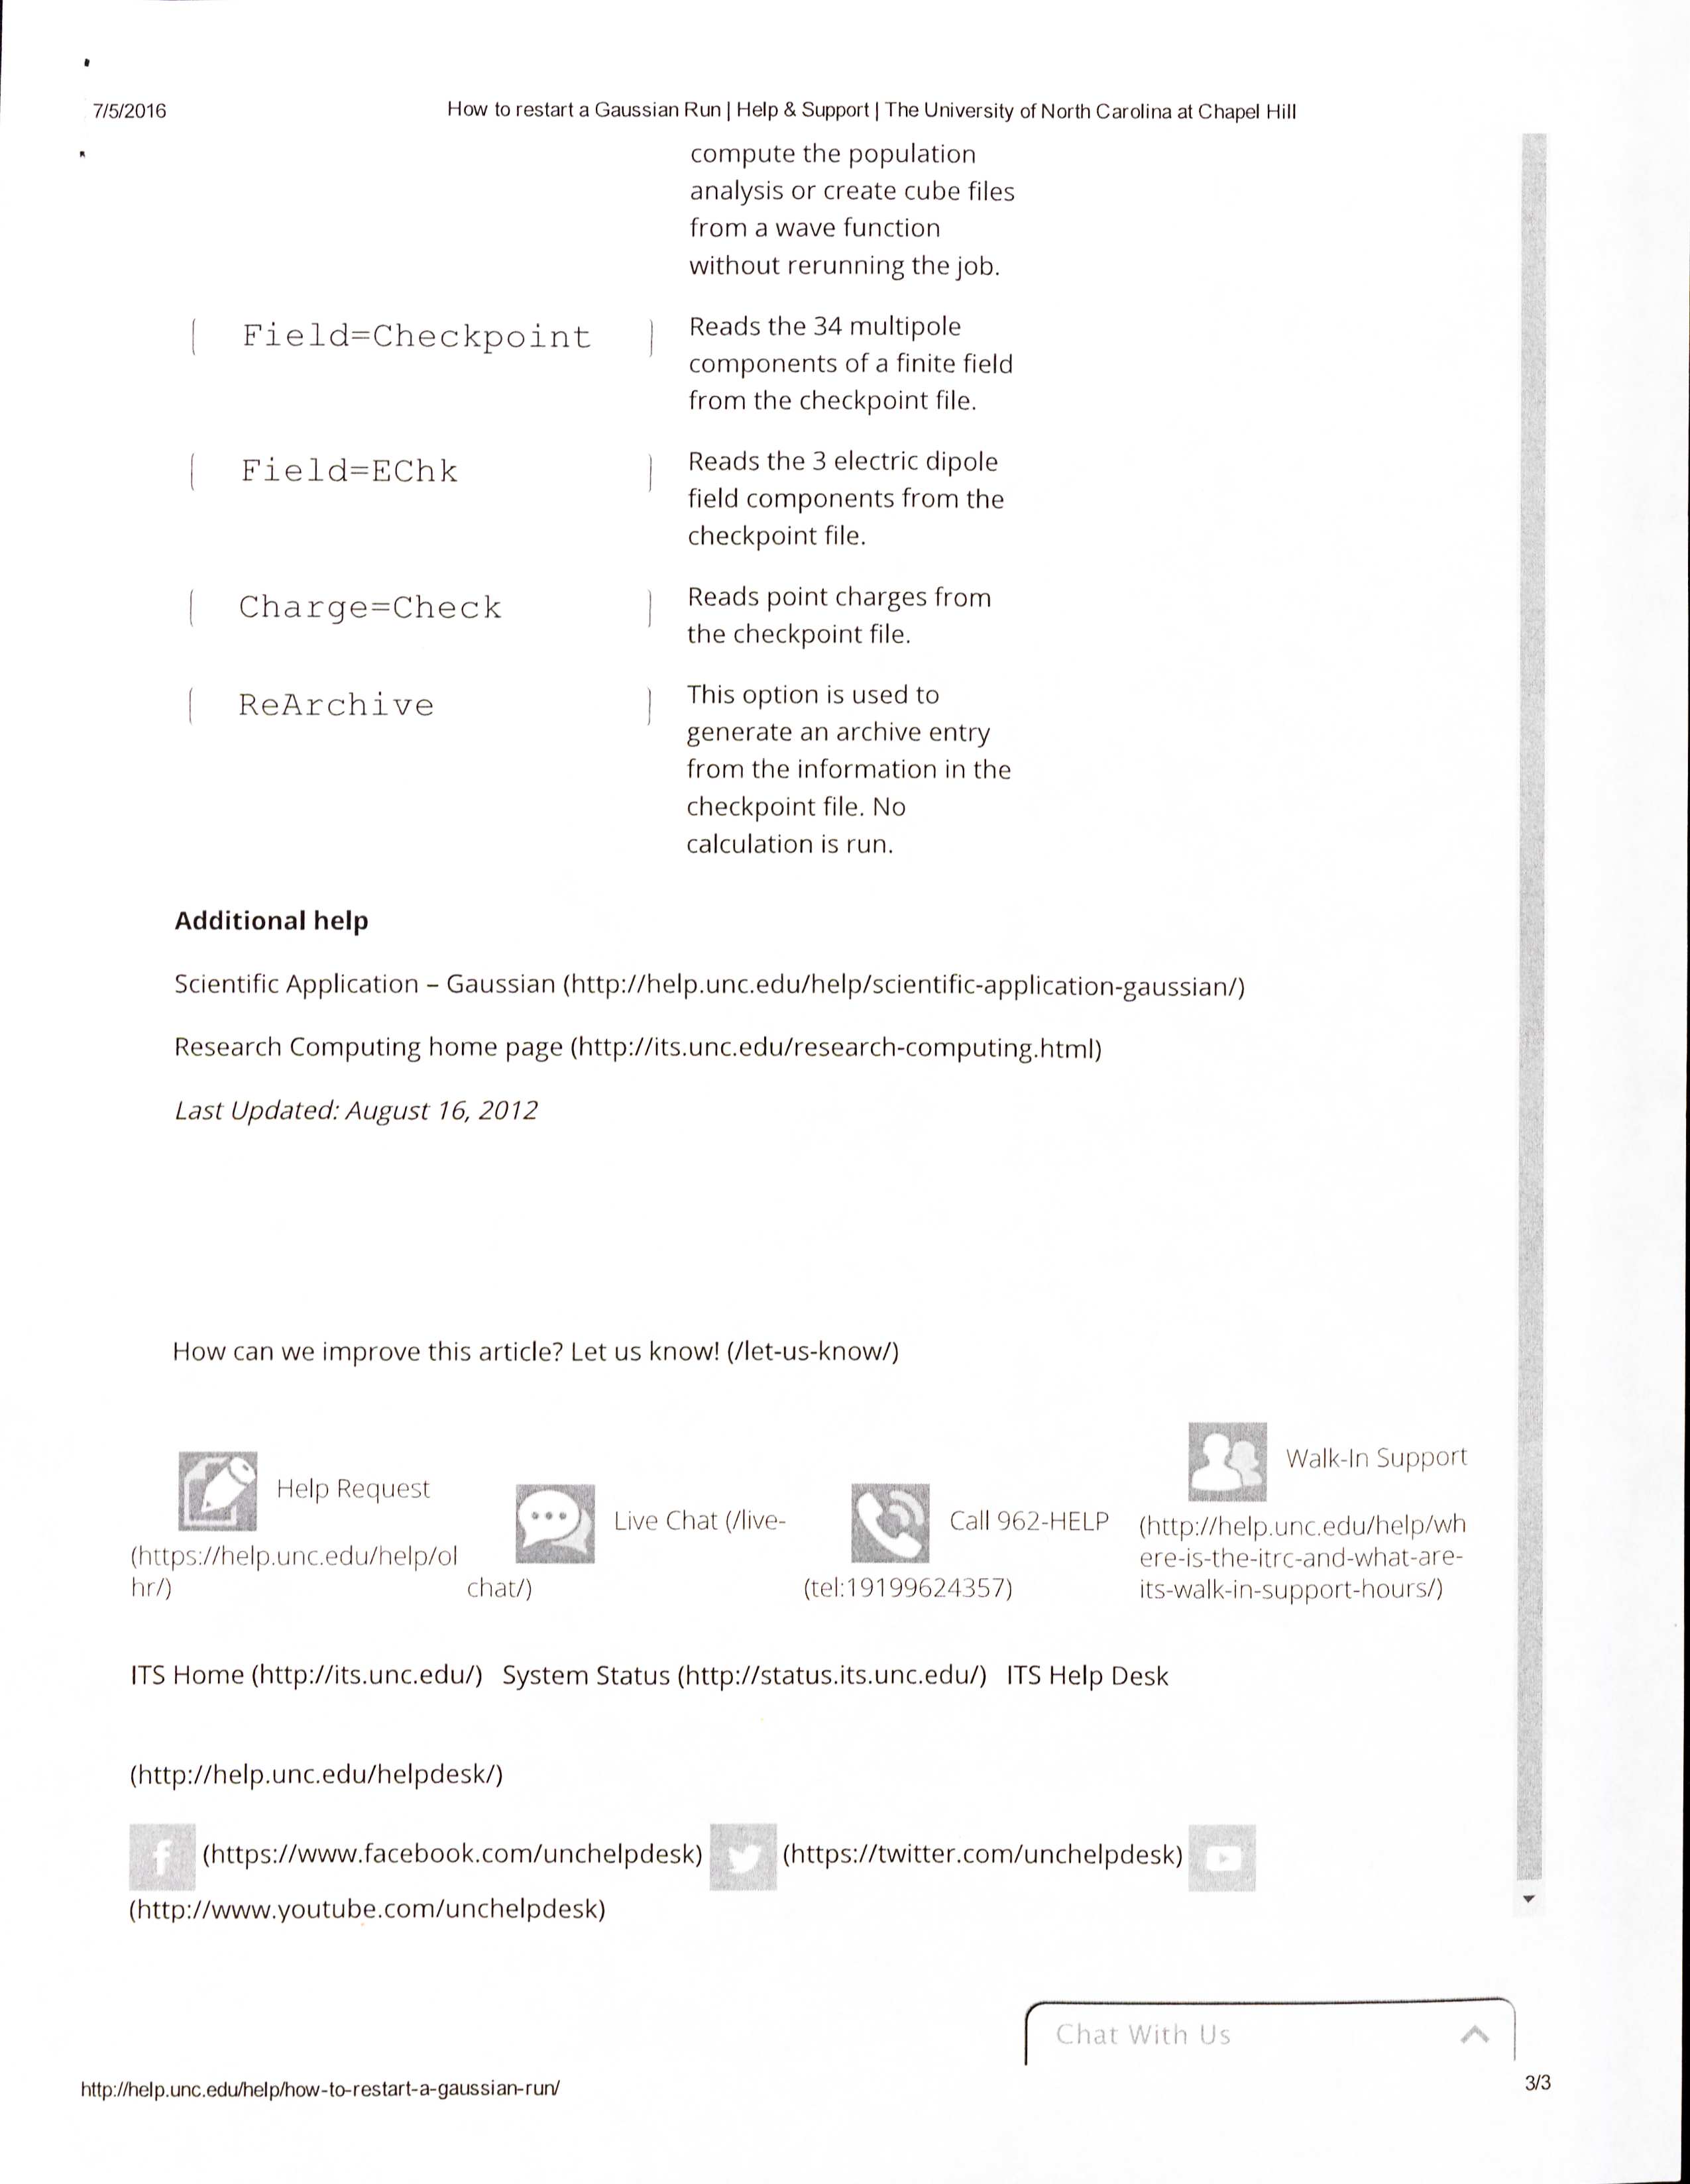 7/5/2016 How to restart a Gaussian Run | Help & Support | The University of North Carolina at Chapel Hill
compute the population
analysis or create cube files
from a wave function
without rerunning the job.
Field=Checkpoint Reads the 34 multipole
components of a finite field
from the checkpoint file.
Field=EChk Reads the 3 electric dipole
field components from the
checkpoint file.
Charge=Check Reads point charges from
the checkpoint file.
ReArchive This option is used to
generate an archive entry
from the information in the
checkpoint file. No
calculation is run.
Additional help
Scientific Application – Gaussian (http://help.unc.edu/help/scientific-application-gaussian/)
Research Computing home page (http://its.unc.edu/research-computing.html)
Last Updated: August 16, 2012
How can we improve this article? Let us know! (/let-us-know/)
Help Request
(https://help.unc.edu/help/ol
hr/)
Live Chat (/live-
chat/)
Call 962-HELP
(tel:19199624357)
Walk-In Support
(http://help.unc.edu/help/wh
ere-is-the-itrc-and-what-are-
its-walk-in-support-hours/)
ITS Home (http://its.unc.edu/) System Status (http://status.its.unc.edu/) ITS Help Desk
(http://help.unc.edu/helpdesk/)
f (https://www.facebook.com/unchelpdesk) (https://twitter.com/unchelpdesk)
(http://www.youtube.com/unchelpdesk)
Chat With Us
http://help.unc.edu/help/how-to-restart-a-gaussian-run/ 3/3